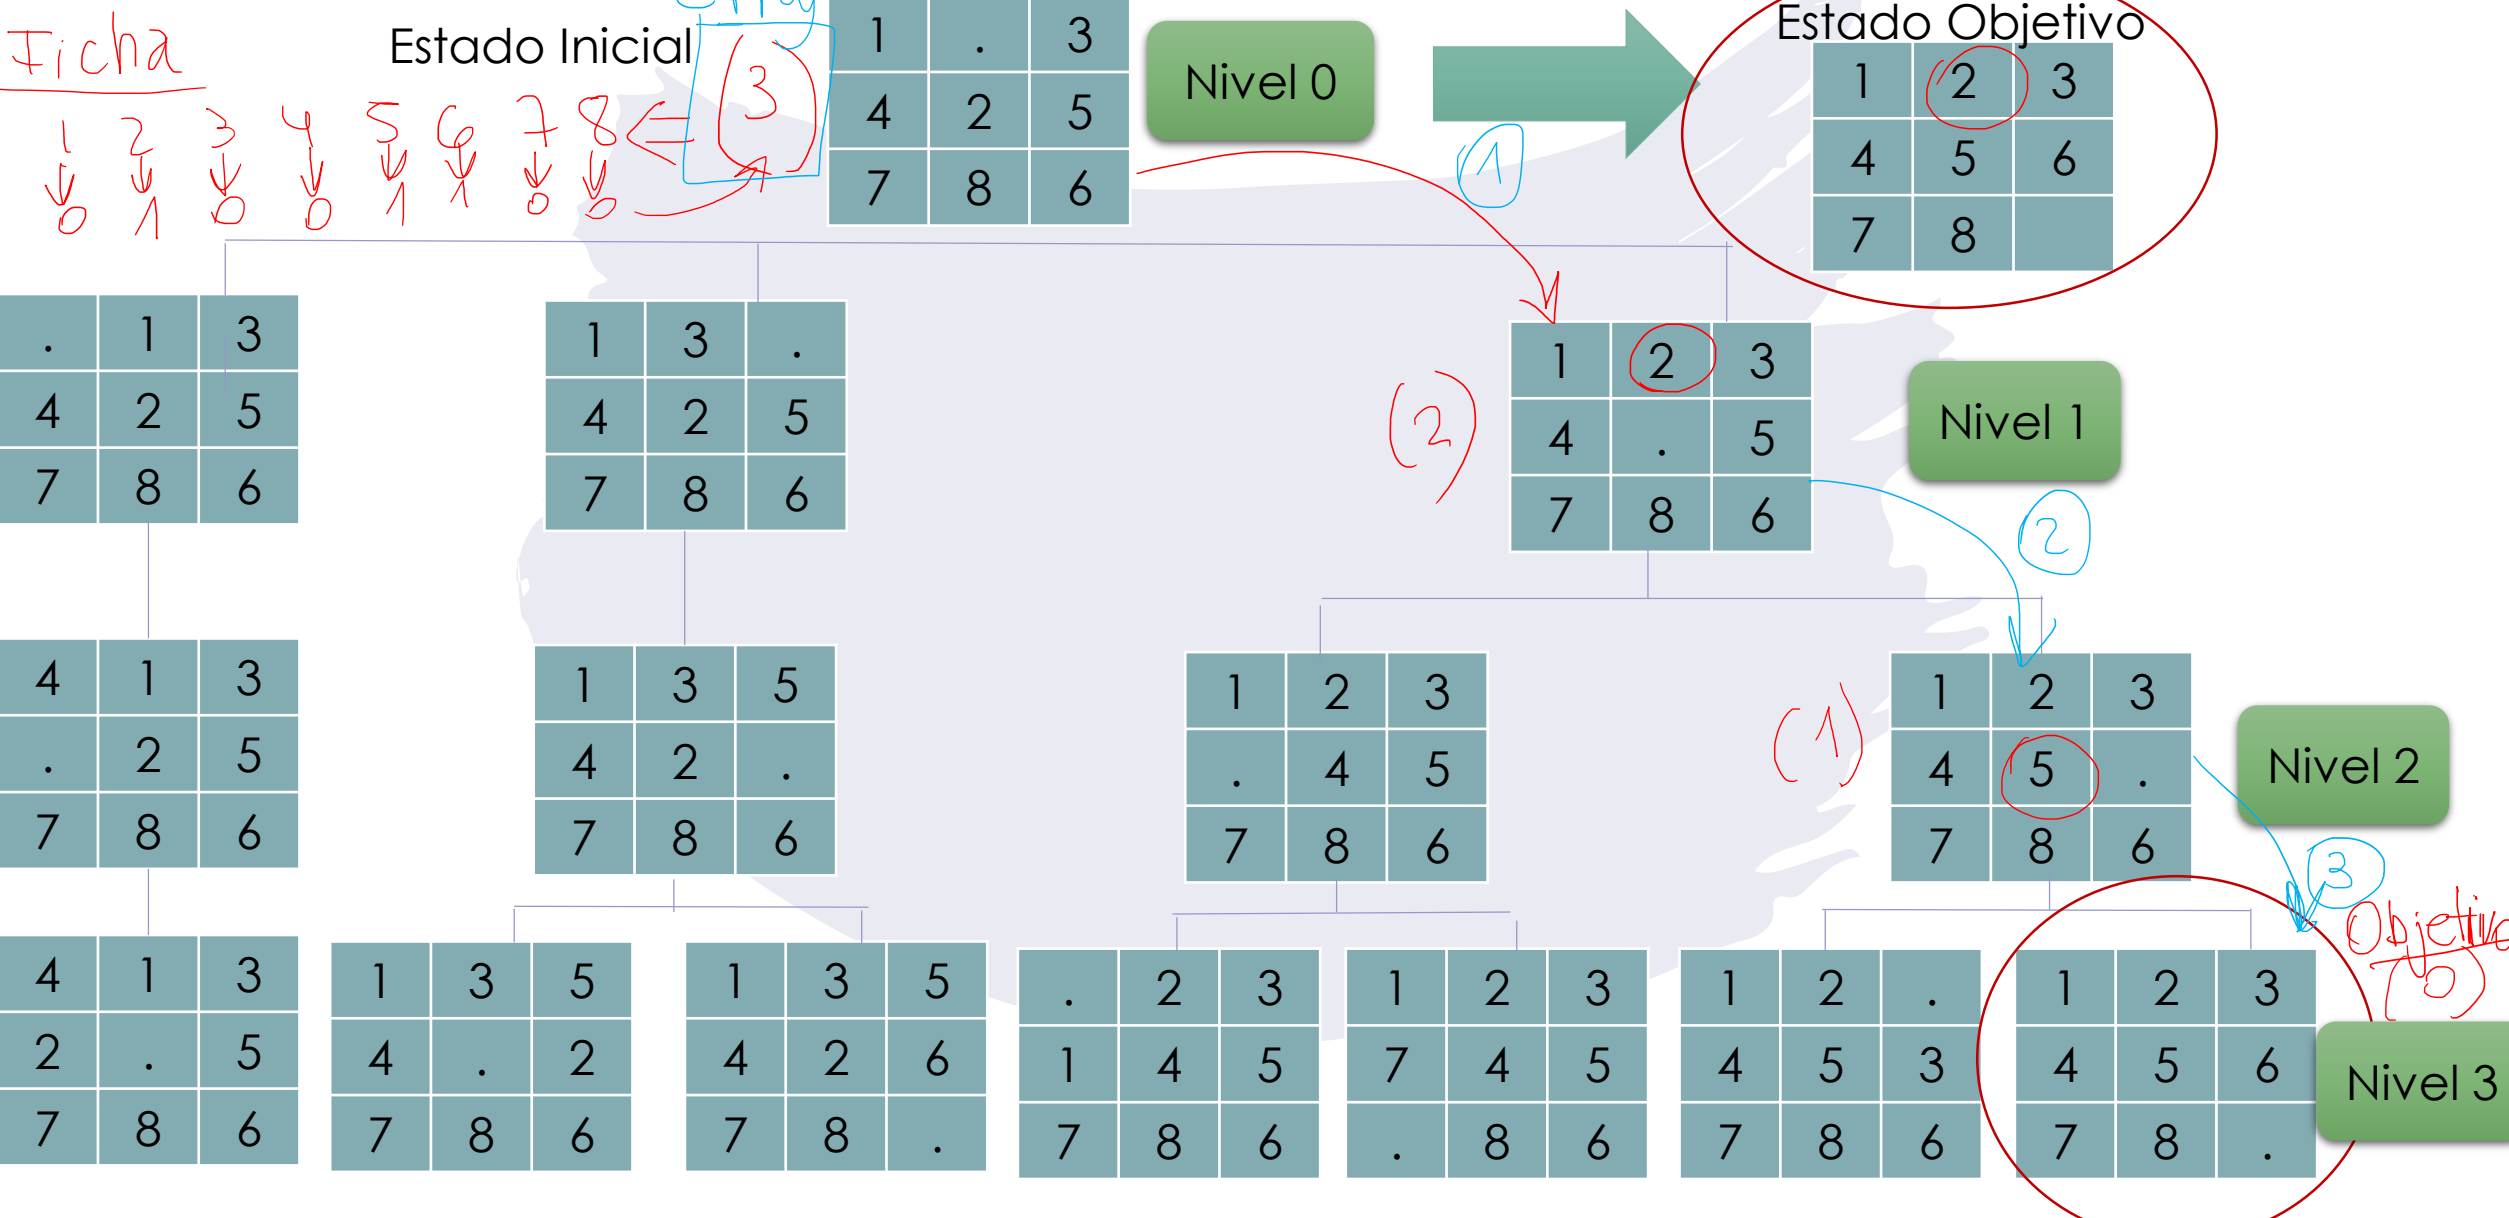 Estado Inicial
1 . 3
4 2 5
7 8 6
Nivel 0
Estado Objetivo
1 2 3
4 5 6
7 8
Ficha
1 2 3 4 5 6 7 8
0 1 0 0 1 1 0 0
(3)
1
. 1 3
4 2 5
7 8 6
1 3 .
4 2 5
7 8 6
(2)
1 2 3
4 . 5
7 8 6
Nivel 1
2
4 1 3
. 2 5
7 8 6
1 3 5
4 2 .
7 8 6
1 2 3
. 4 5
7 8 6
(1)
1 2 3
4 5 .
7 8 6
Nivel 2
3
Objetivo
(0)
4 1 3
2 . 5
7 8 6
1 3 5
4 . 2
7 8 6
1 3 5
4 2 6
7 8 .
. 2 3
1 4 5
7 8 6
1 2 3
7 4 5
. 8 6
1 2 .
4 5 3
7 8 6
1 2 3
4 5 6
7 8 .
Nivel 3